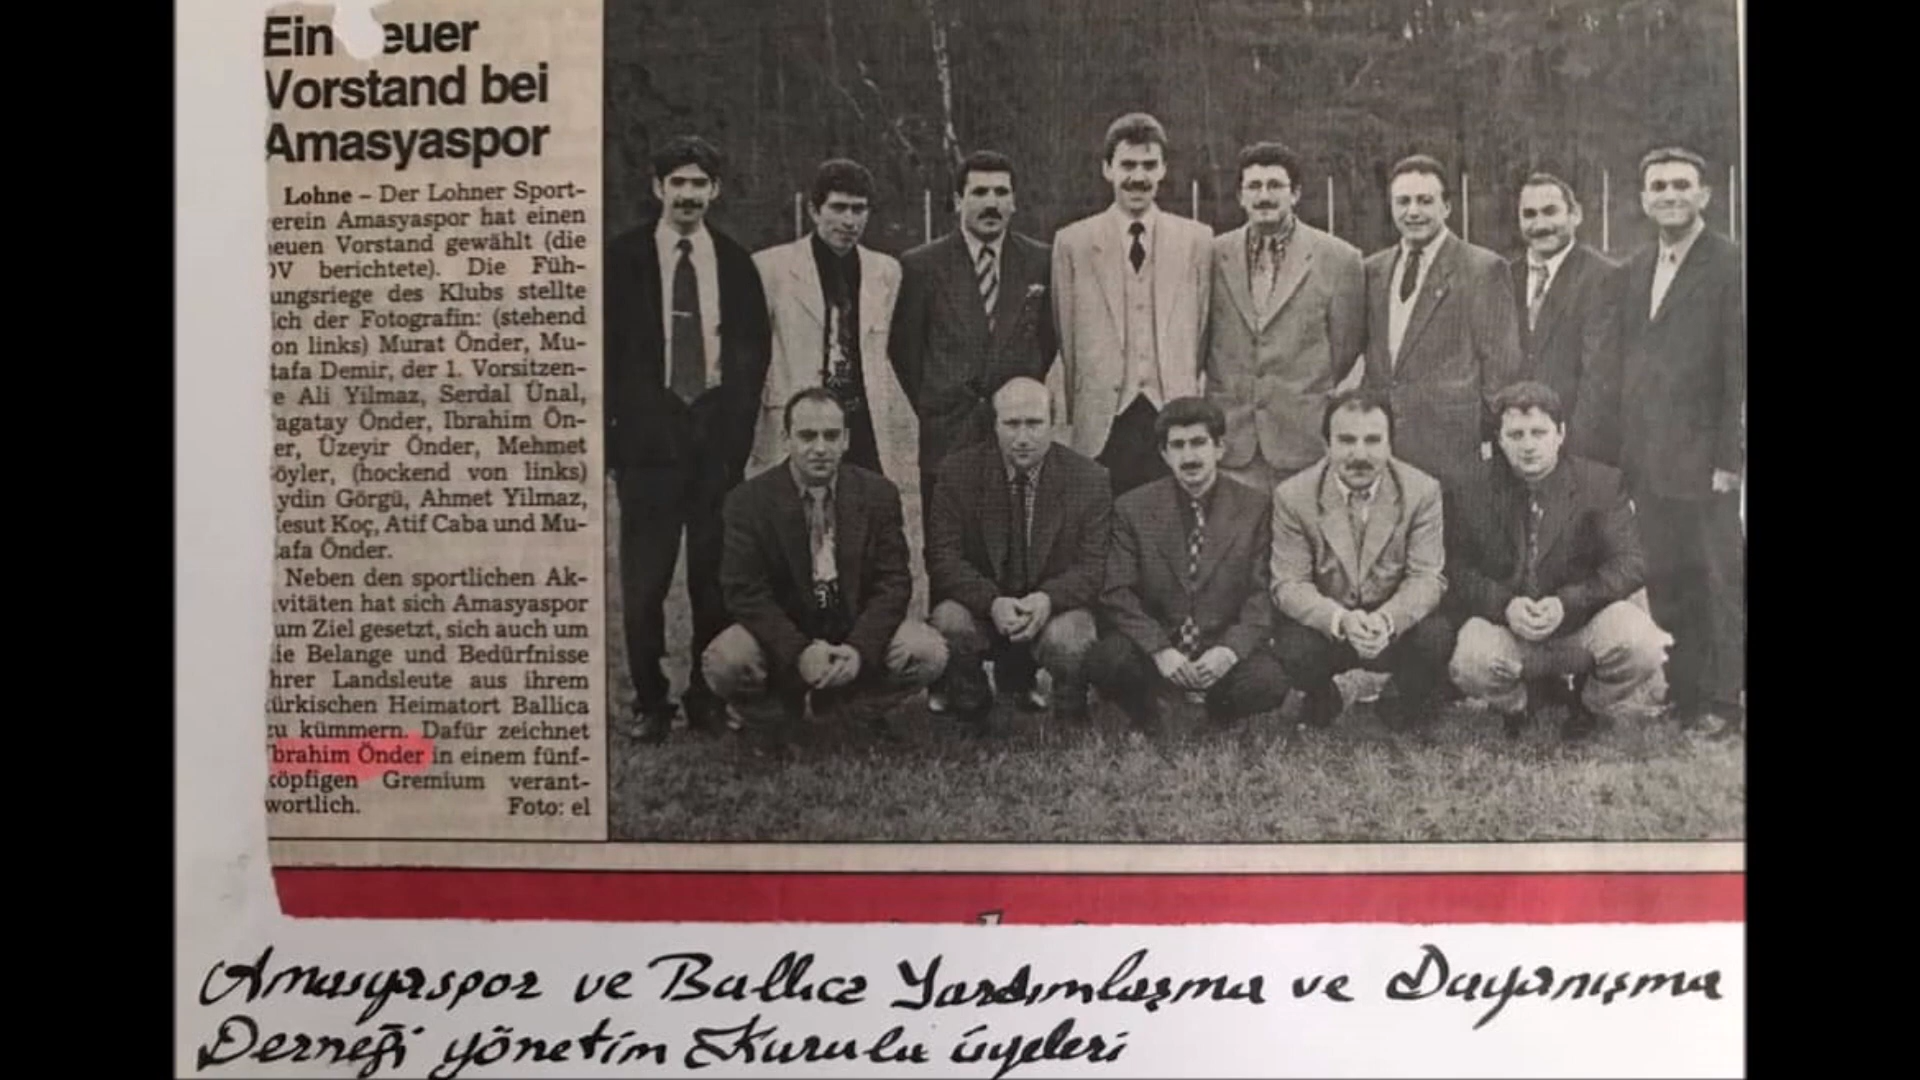 Ein euer
Vorstand bei
Amasyaspor
Lohne – Der Lohner Sport-
erein Amasyaspor hat einen
euen Vorstand gewählt (die
OV berichtete). Die Füh-
ungsriege des Klubs stellte
ich der Fotografin: (stehend
on links) Murat Önder, Mu-
tafa Demir, der 1. Vorsitzen-
e Ali Yilmaz, Serdal Ünal,
agatay Önder, Ibrahim Ön-
er, Üzeyir Önder, Mehmet
öyler, (hockend von links)
ydin Görgü, Ahmet Yilmaz,
esut Koç, Atif Caba und Mu-
afa Önder.
Neben den sportlichen Ak-
vitäten hat sich Amasyaspor
um Ziel gesetzt, sich auch um
ie Belange und Bedürfnisse
hrer Landsleute aus ihrem
ürkischen Heimatort Ballica
zu kümmern. Dafür zeichnet
Ibrahim Önder in einem fünf-
köpfigen Gremium verant-
wortlich. Foto: el
Amasyaspor ve Ballıca Yardımlaşma ve Dayanışma
Derneği yönetim Kurulu üyeleri